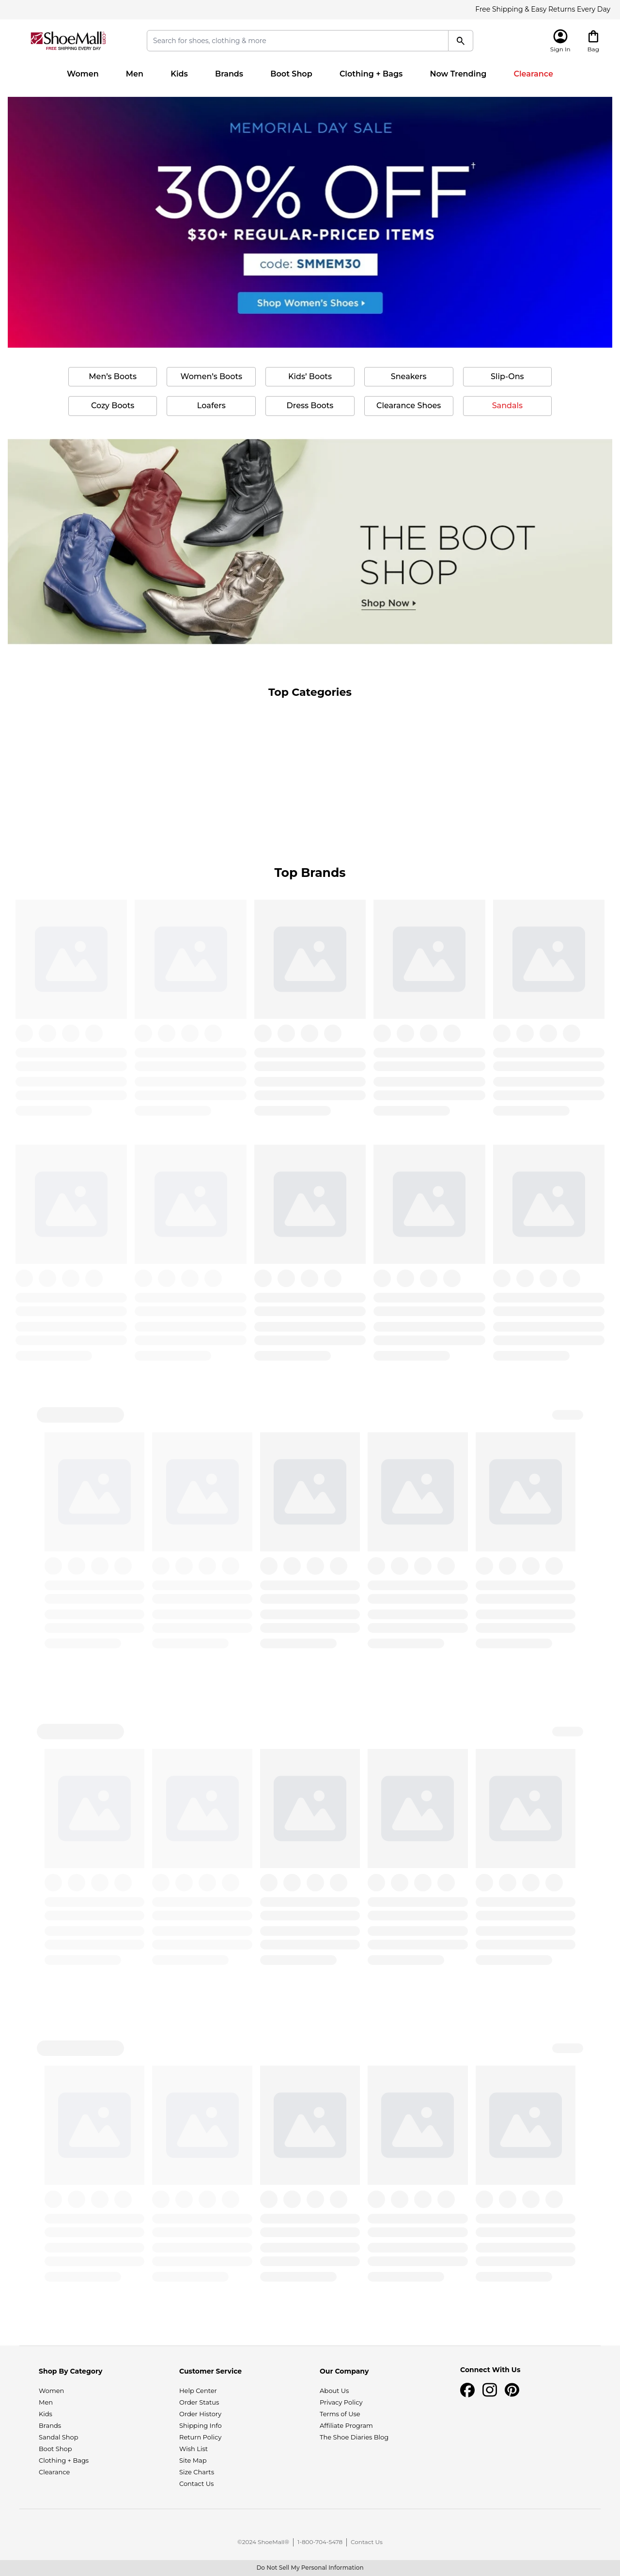 Free Shipping & Easy Returns Every Day
ShoeMall
FREE SHIPPING EVERY DAY
Search for shoes, clothing & more
Sign In
Bag
Women Men Kids Brands Boot Shop Clothing + Bags Now Trending Clearance
MEMORIAL DAY SALE
30% OFF†
$30+ REGULAR-PRICED ITEMS
code: SMMEM30
Shop Women's Shoes
Men's Boots Women's Boots Kids' Boots Sneakers Slip-Ons
Cozy Boots Loafers Dress Boots Clearance Shoes Sandals
THE BOOT
SHOP
Shop Now
Top Categories
Top Brands
Shop By Category
Women
Men
Kids
Brands
Sandal Shop
Boot Shop
Clothing + Bags
Clearance
Customer Service
Help Center
Order Status
Order History
Shipping Info
Return Policy
Wish List
Site Map
Size Charts
Contact Us
Our Company
About Us
Privacy Policy
Terms of Use
Affiliate Program
The Shoe Diaries Blog
Connect With Us
©2024 ShoeMall® | 1-800-704-5478 | Contact Us
Do Not Sell My Personal Information